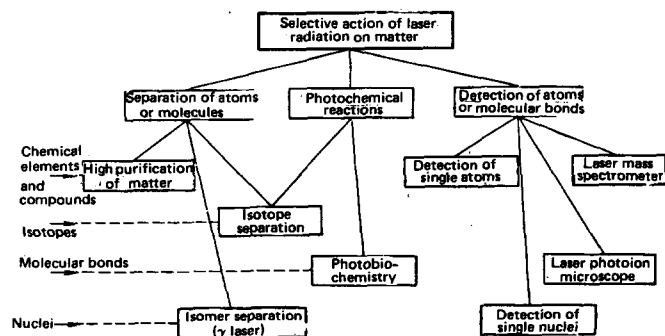 Selective action of laser
radiation on matter
Separation of atoms
or molecules
Photochemical
reactions
Detection of atoms
or molecular bonds
Chemical
elements
and
compounds
High purification
of matter
Detection of
single atoms
Laser mass
spectrometer
Isotopes
Isotope
separation
Molecular bonds
Photobio-
chemistry
Laser photoion
microscope
Nuclei
Isomer separation
(γ laser)
Detection of
single nuclei